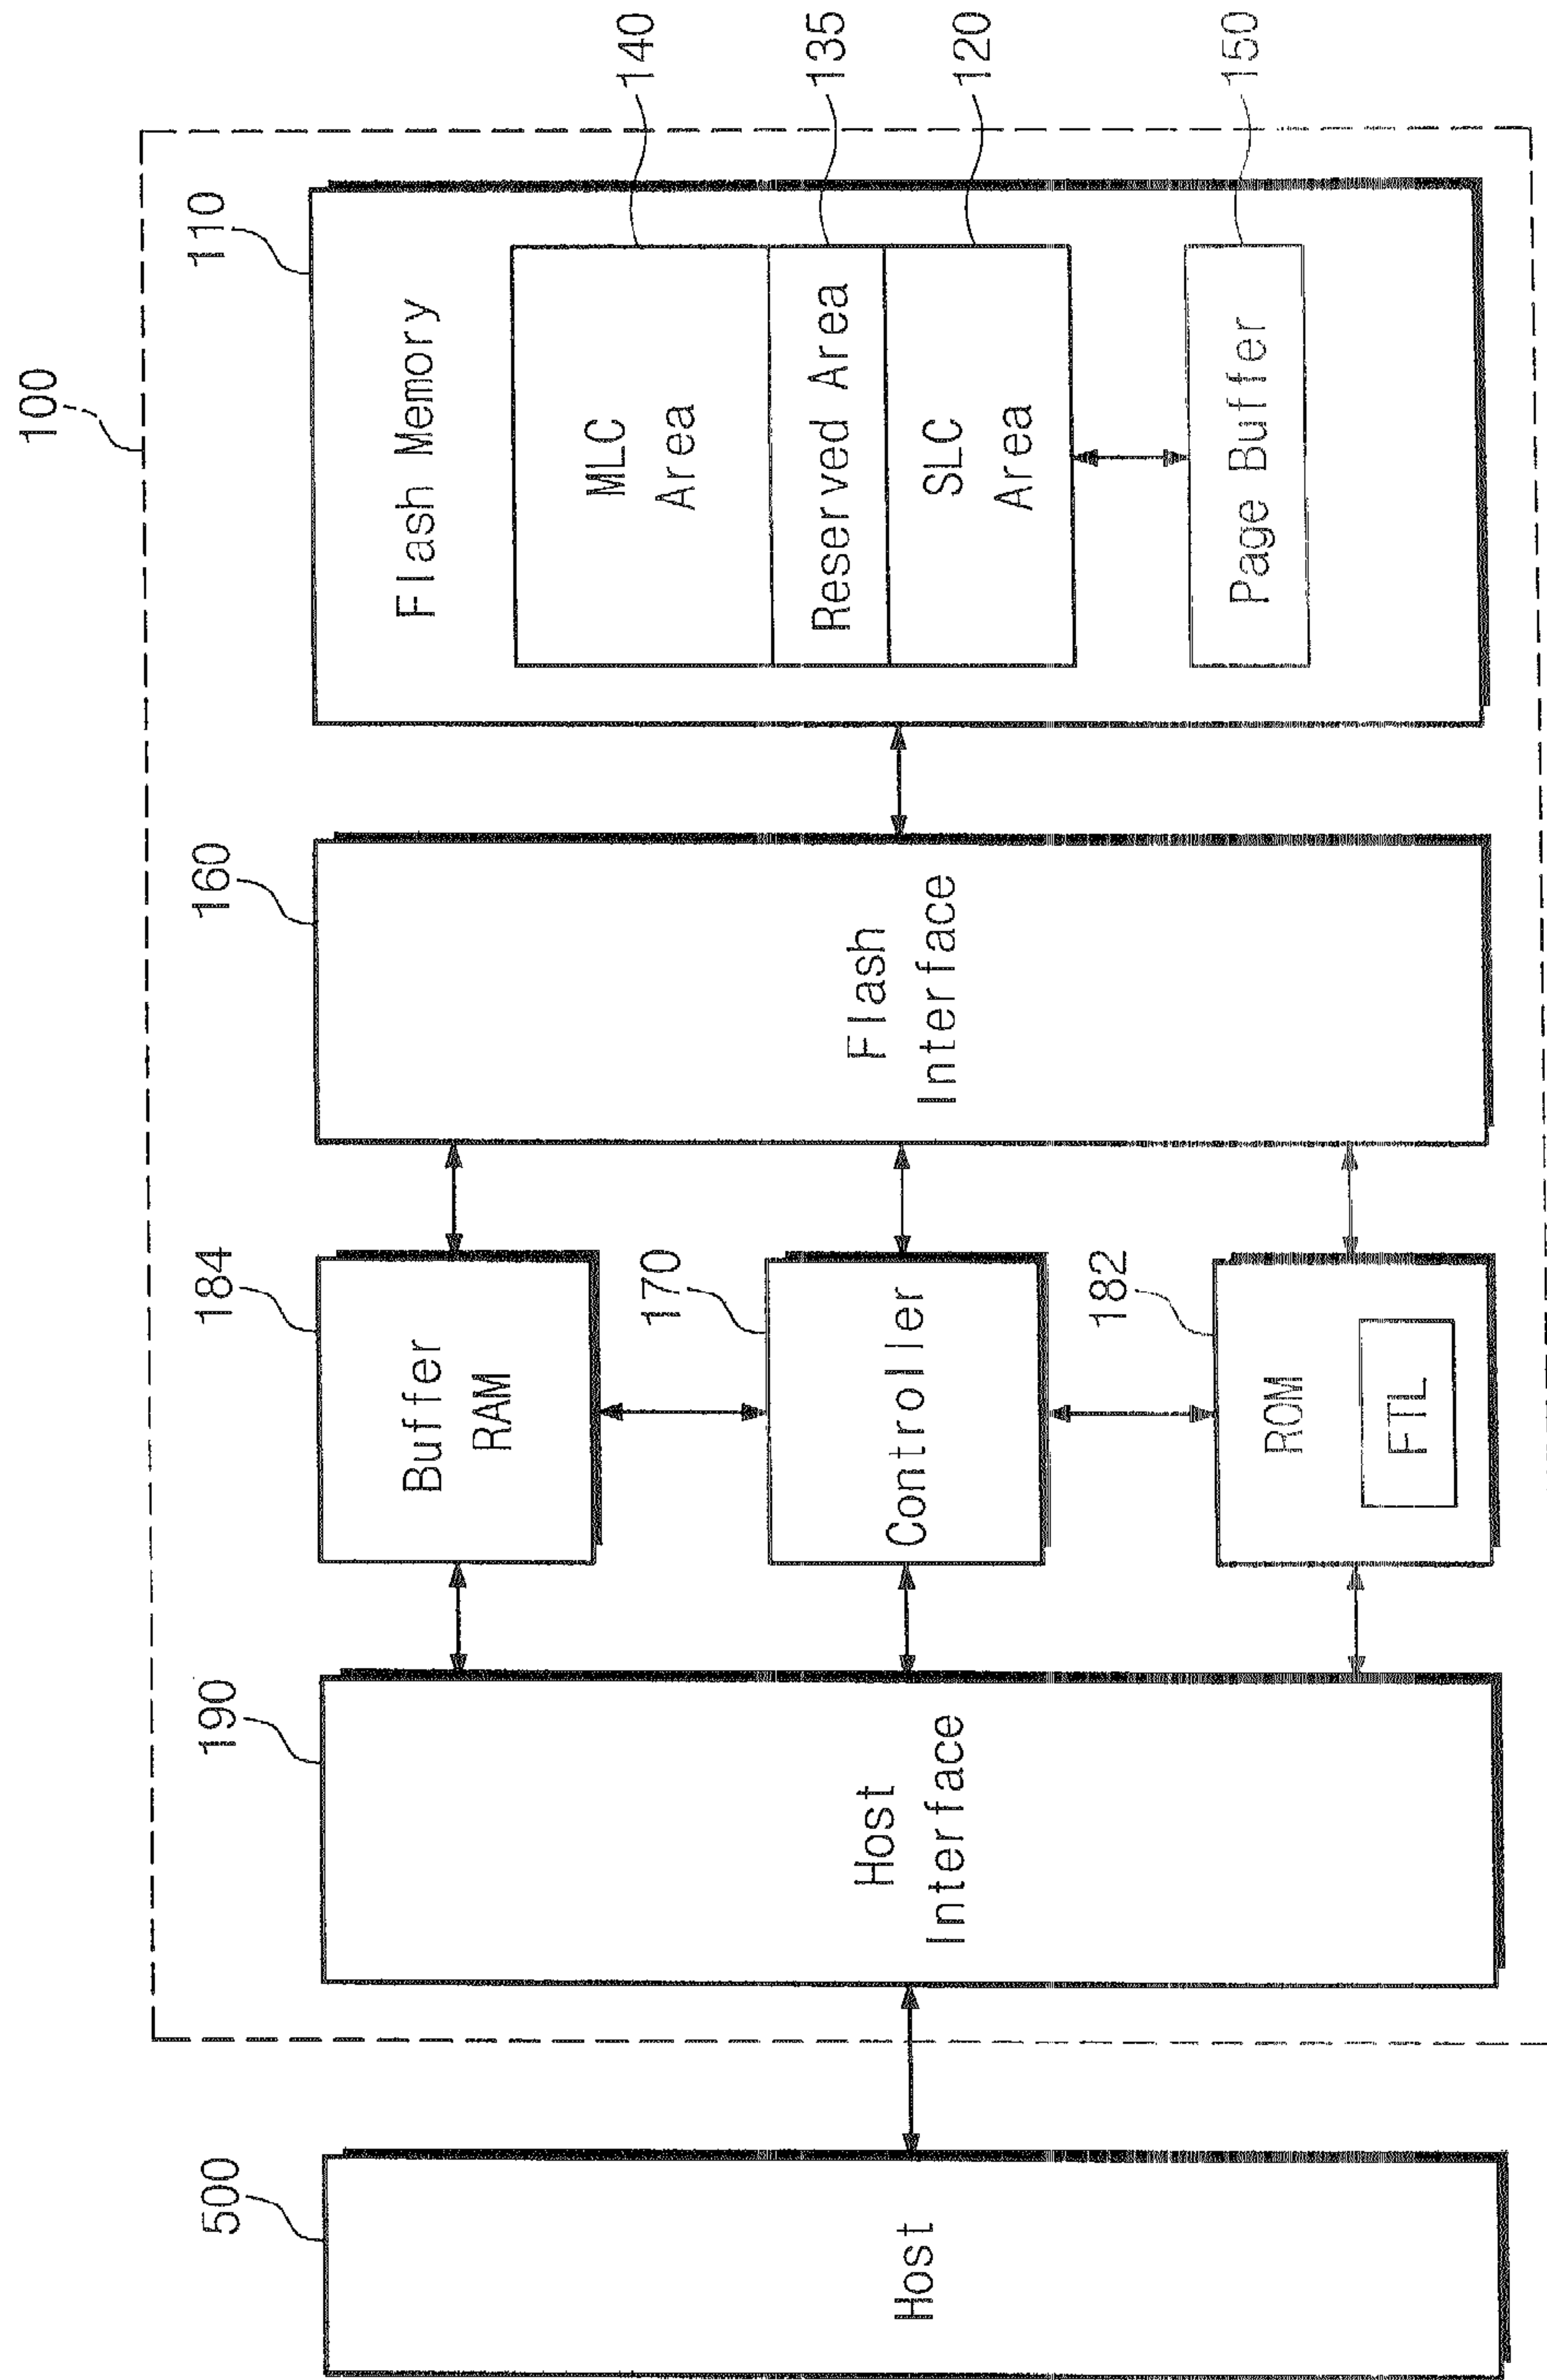 100
500
Host
190
Host
Interface
184
Buffer
RAM
170
Controller
182
ROM
FTL
160
Flash
Interface
110
Flash Memory
MLC
Area
140
Reserved Area
135
SLC
Area
120
Page Buffer
150